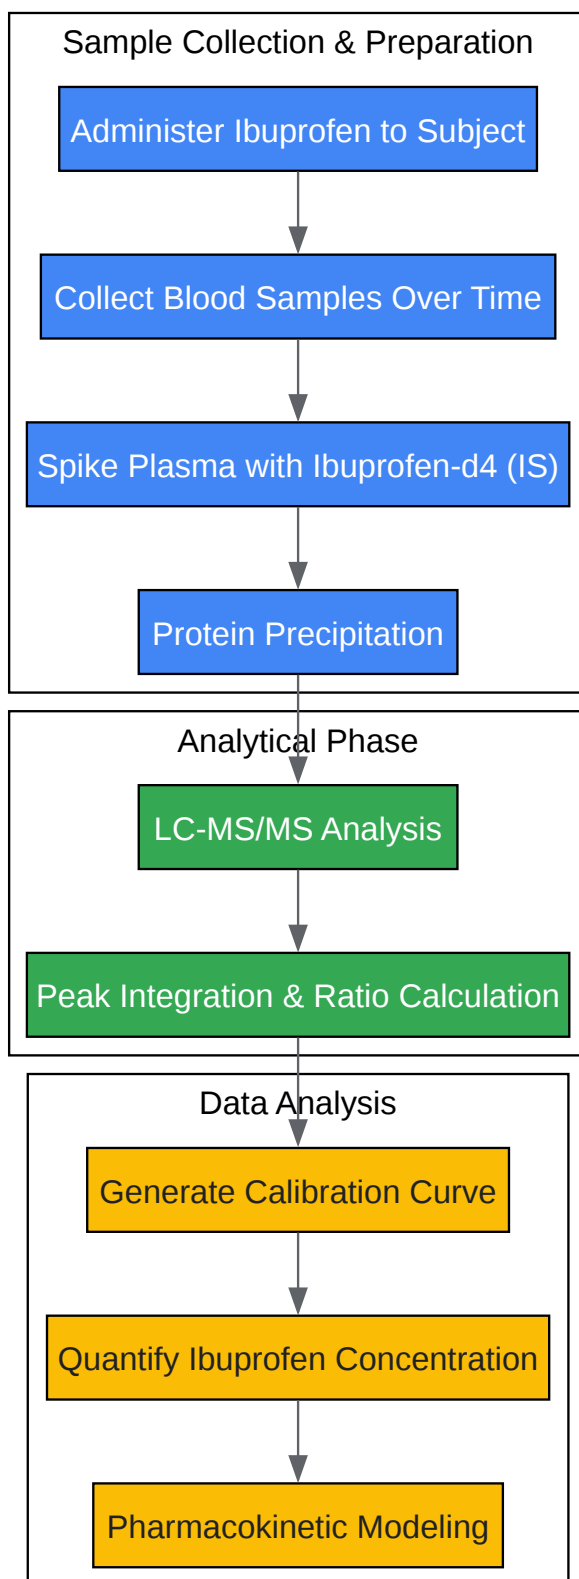 Sample Collection & Preparation
Administer Ibuprofen to Subject
Collect Blood Samples Over Time
Spike Plasma with Ibuprofen-d4 (IS)
Protein Precipitation
Analytical Phase
LC-MS/MS Analysis
Peak Integration & Ratio Calculation
Data Analysis
Generate Calibration Curve
Quantify Ibuprofen Concentration
Pharmacokinetic Modeling